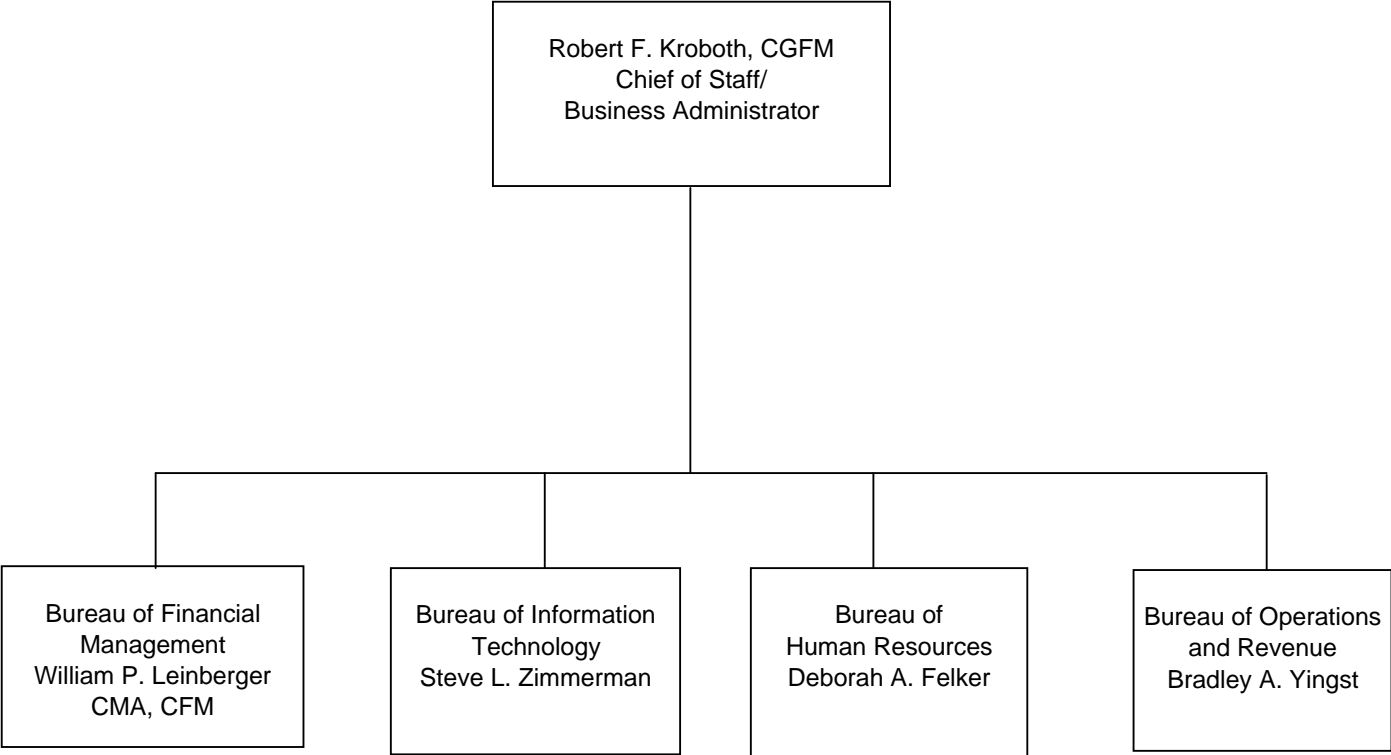 Robert F. Kroboth, CGFM
Chief of Staff/
Business Administrator
Bureau of Financial
Management
William P. Leinberger
CMA, CFM
Bureau of Information
Technology
Steve L. Zimmerman
Bureau of
Human Resources
Deborah A. Felker
Bureau of Operations
and Revenue
Bradley A. Yingst